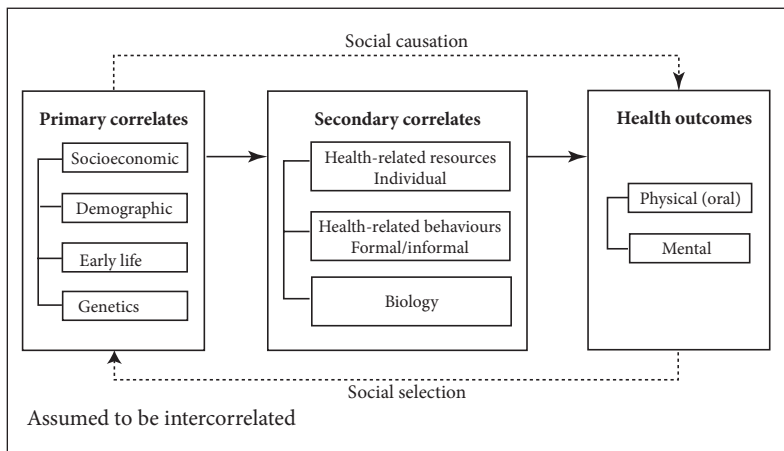 Social causation
Primary correlates
Socioeconomic
Demographic
Early life
Genetics
Secondary correlates
Health-related resources
Individual
Health-related behaviours
Formal/informal
Biology
Health outcomes
Physical (oral)
Mental
Social selection
Assumed to be intercorrelated